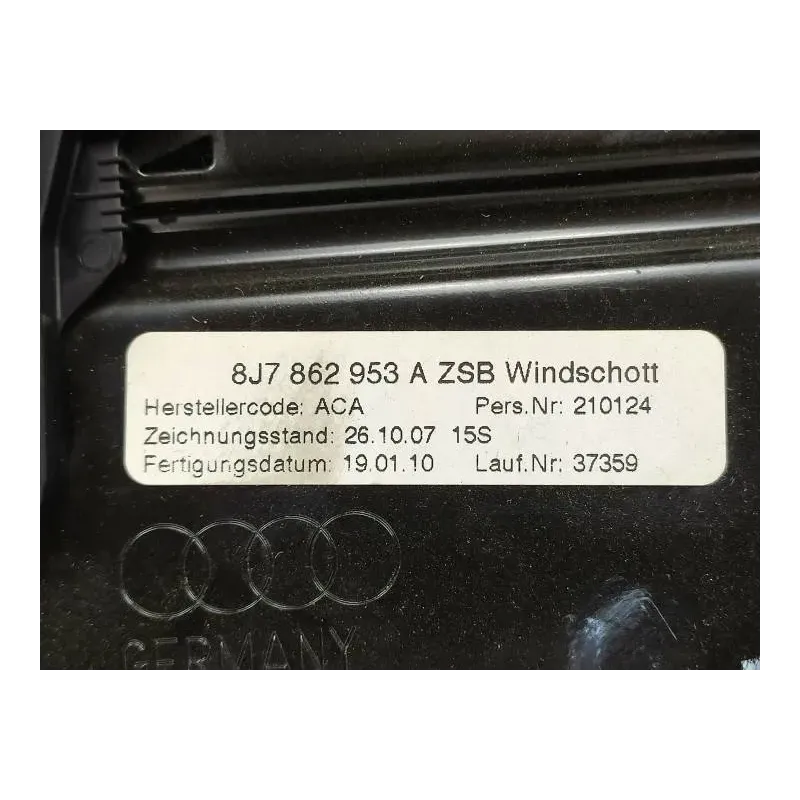 8J7 862 953 A ZSB Windschott
Herstellercode: ACA Pers.Nr: 210124
Zeichnungsstand: 26.10.07 15S
Fertigungsdatum: 19.01.10 Lauf.Nr: 37359
GERMANY